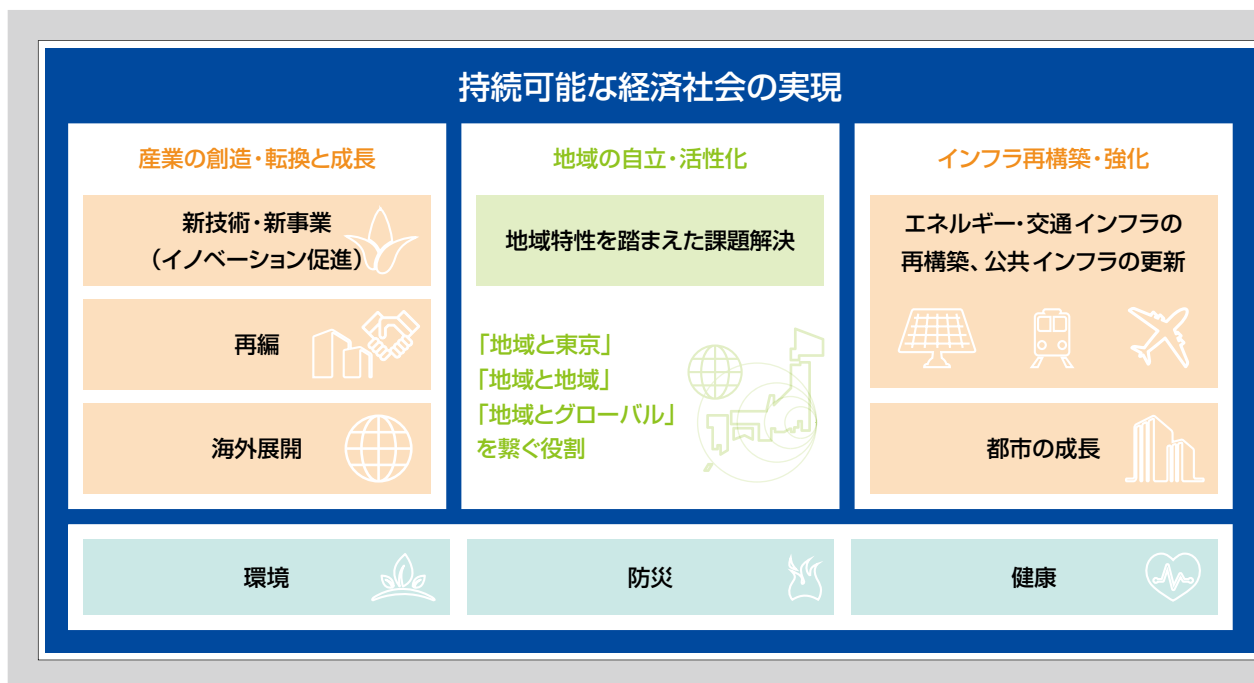 持続可能な経済社会の実現
産業の創造・転換と成長
新技術・新事業
(イノベーション促進)
再編
海外展開
地域の自立・活性化
地域特性を踏まえた課題解決
「地域と東京」
「地域と地域」
「地域とグローバル」
を繋ぐ役割
インフラ再構築・強化
エネルギー・交通インフラの
再構築、公共インフラの更新
都市の成長
環境
防災
健康